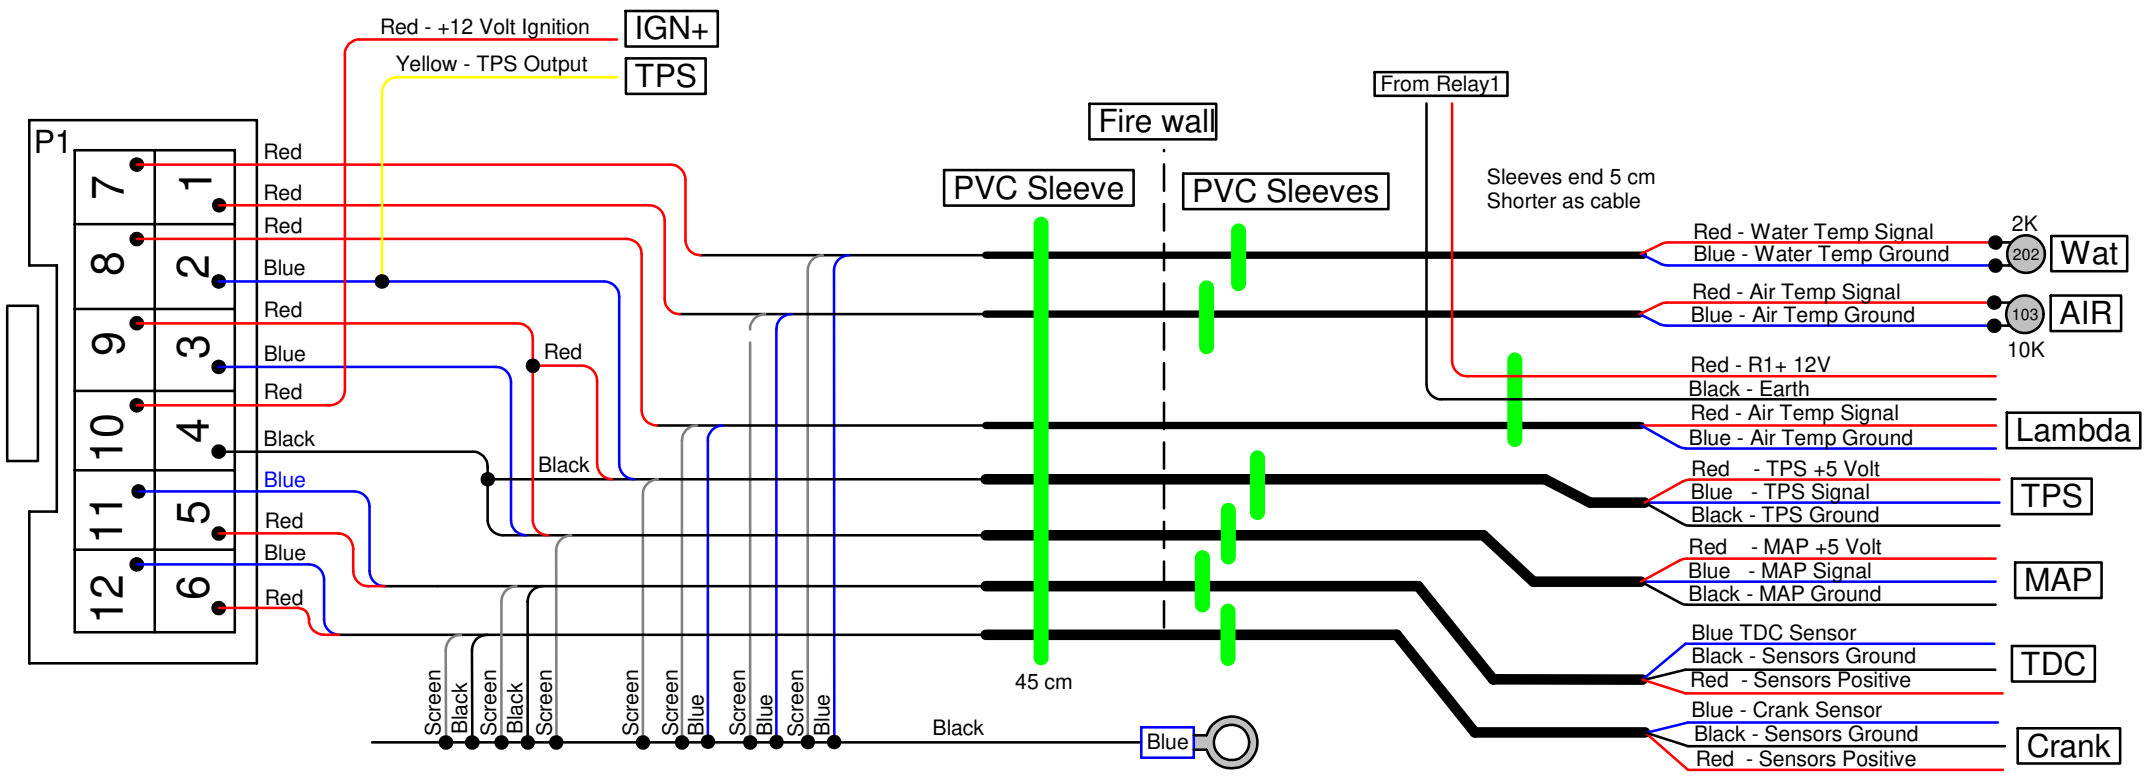 Red - +12 Volt Ignition
IGN+
Yellow - TPS Output
TPS
From Relay1
Fire wall
P1
PVC Sleeve
PVC Sleeves
Sleeves end 5 cm
Shorter as cable
7
1
8
2
9
3
10
4
11
5
12
6
Red
Red
Red
Blue
Red
Blue
Red
Black
Blue
Red
Blue
Red
Red
Black
Red - Water Temp Signal
Blue - Water Temp Ground
2K
202
Wat
Red - Air Temp Signal
Blue - Air Temp Ground
103
AIR
10K
Red - R1+ 12V
Black - Earth
Red - Air Temp Signal
Blue - Air Temp Ground
Lambda
Red - TPS +5 Volt
Blue - TPS Signal
Black - TPS Ground
TPS
Red - MAP +5 Volt
Blue - MAP Signal
Black - MAP Ground
MAP
Blue TDC Sensor
Black - Sensors Ground
Red - Sensors Positive
TDC
Blue - Crank Sensor
Black - Sensors Ground
Red - Sensors Positive
Crank
45 cm
Screen
Black
Screen
Black
Screen
Screen
Screen
Blue
Screen
Blue
Screen
Blue
Black
Blue